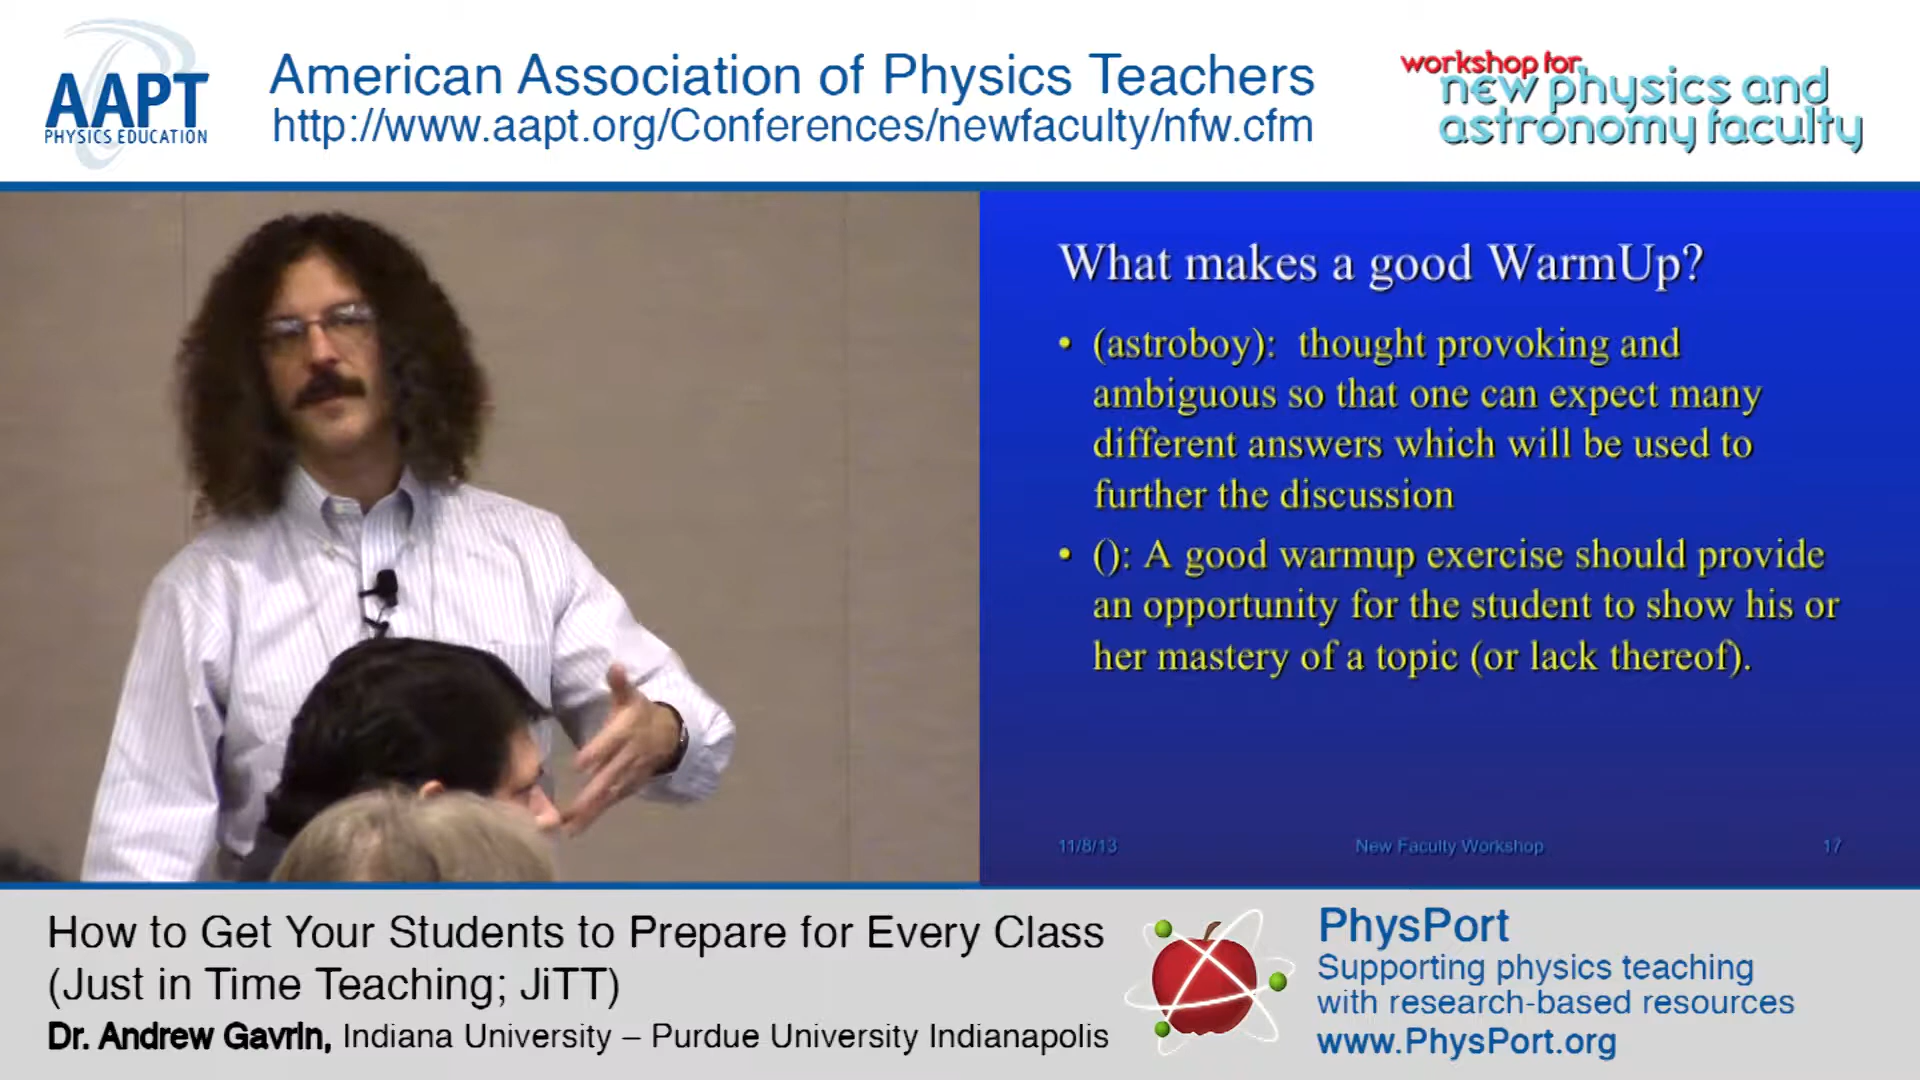 AAPT
PHYSICS EDUCATION
American Association of Physics Teachers
http://www.aapt.org/Conferences/newfaculty/nfw.cfm
workshop for
new physics and
astronomy faculty
What makes a good WarmUp?
• (astroboy): thought provoking and
ambiguous so that one can expect many
different answers which will be used to
further the discussion
• (): A good warmup exercise should provide
an opportunity for the student to show his or
her mastery of a topic (or lack thereof).
11/8/13
New Faculty Workshop
17
How to Get Your Students to Prepare for Every Class
(Just in Time Teaching; JiTT)
Dr. Andrew Gavrin, Indiana University – Purdue University Indianapolis
PhysPort
Supporting physics teaching
with research-based resources
www.PhysPort.org